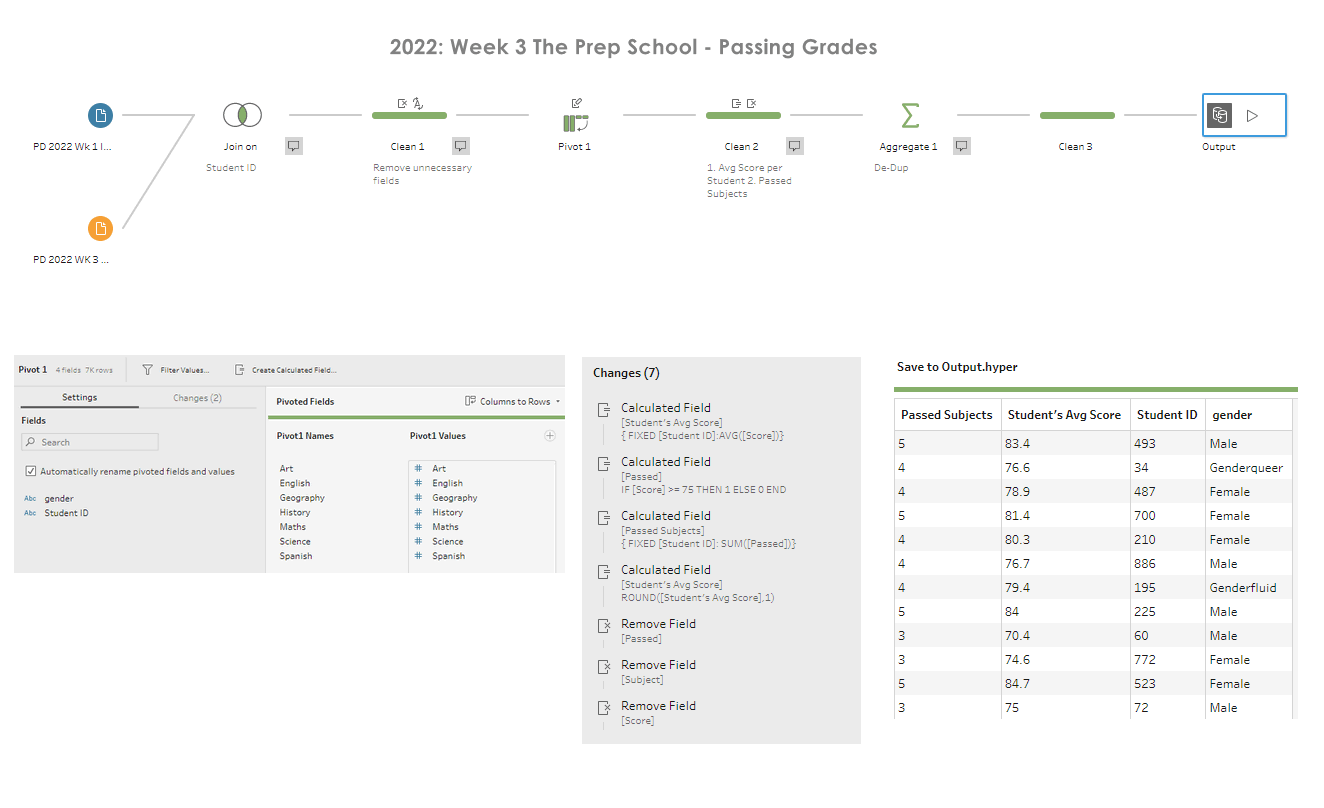 2022: Week 3 The Prep School - Passing Grades
PD 2022 Wk 1 I...
Join on
Clean 1
Pivot 1
Clean 2
Aggregate 1
Clean 3
Output
Student ID
Remove unnecessary
fields
1. Avg Score per
Student 2. Passed
Subjects
De-Dup
PD 2022 WK 3 ...
Pivot 1 4 fields 7K rows Filter Values... Create Calculated Field...
Settings Changes (2)
Fields
Search
Automatically rename pivoted fields and values
Abc gender
Abc Student ID
Pivoted Fields Columns to Rows
Pivot1 Names Pivot1 Values
Art # Art
English # English
Geography # Geography
History # History
Maths # Maths
Science # Science
Spanish # Spanish
Changes (7)
Calculated Field
[Student's Avg Score]
{ FIXED [Student ID]:AVG([Score])}
Calculated Field
[Passed]
IF [Score] >= 75 THEN 1 ELSE 0 END
Calculated Field
[Passed Subjects]
{ FIXED [Student ID]: SUM([Passed])}
Calculated Field
[Student's Avg Score]
ROUND([Student's Avg Score],1)
Remove Field
[Passed]
Remove Field
[Subject]
Remove Field
[Score]
Save to Output.hyper
Passed Subjects Student's Avg Score Student ID gender
5 83.4 493 Male
4 76.6 34 Genderqueer
4 78.9 487 Female
5 81.4 700 Female
4 80.3 210 Female
4 76.7 886 Male
4 79.4 195 Genderfluid
5 84 225 Male
3 70.4 60 Male
3 74.6 772 Female
5 84.7 523 Female
3 75 72 Male